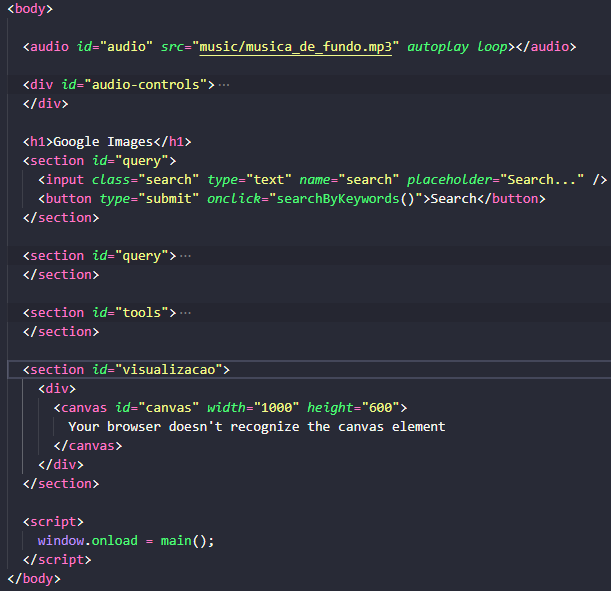 <body>
<audio id="audio" src="music/musica_de_fundo.mp3" autoplay loop></audio>
<div id="audio-controls"> ···
</div>
<h1>Google Images</h1>
<section id="query">
<input class="search" type="text" name="search" placeholder="Search..." />
<button type="submit" onclick="searchByKeywords()">Search</button>
</section>
<section id="query"> ···
</section>
<section id="tools"> ···
</section>
<section id="visualizacao">
<div>
<canvas id="canvas" width="1000" height="600">
Your browser doesn't recognize the canvas element
</canvas>
</div>
</section>
<script>
window.onload = main();
</script>
</body>